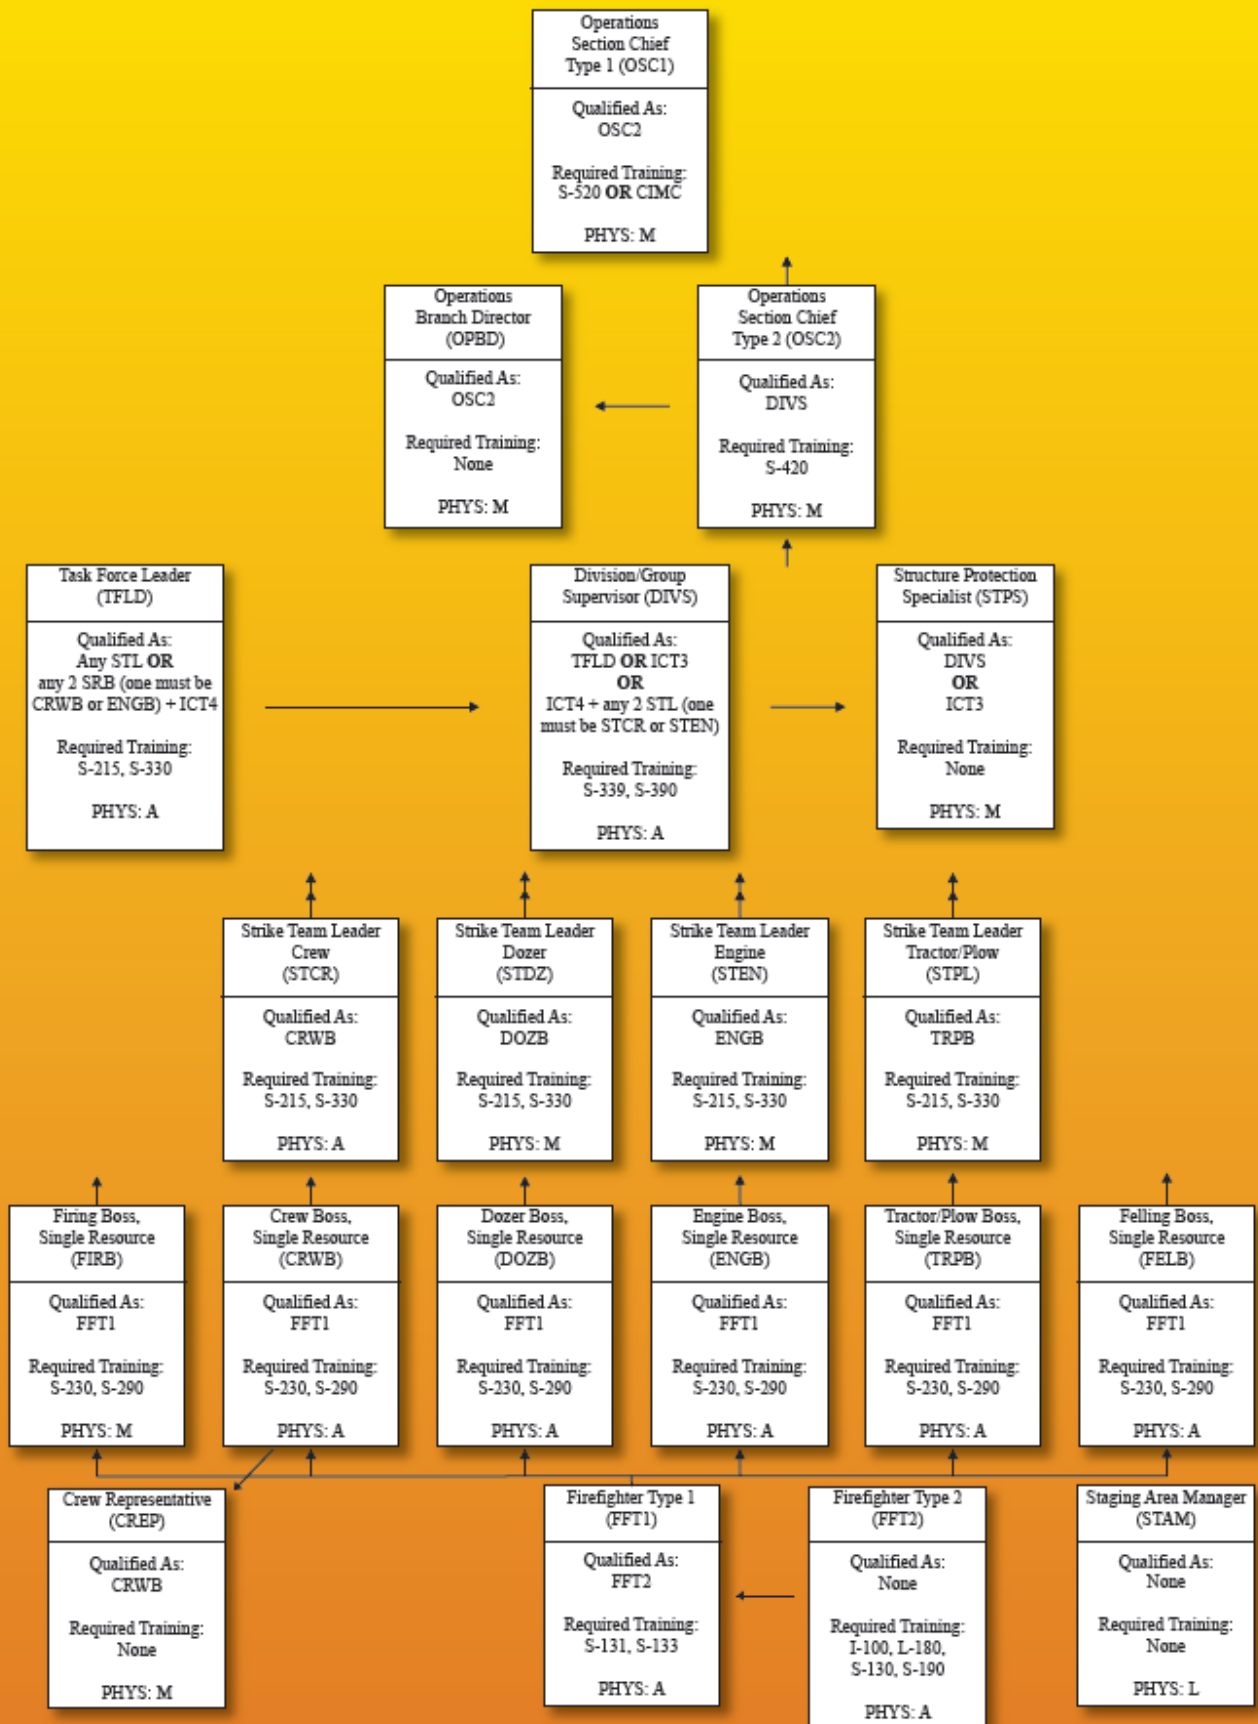 Operations
Section Chief
Type 1 (OSC1)
Qualified As:
OSC2
Required Training:
S-520 OR CIMC
PHYS: M
Operations
Branch Director
(OPBD)
Qualified As:
OSC2
Required Training:
None
PHYS: M
Operations
Section Chief
Type 2 (OSC2)
Qualified As:
DIVS
Required Training:
S-420
PHYS: M
Task Force Leader
(TFLD)
Qualified As:
Any STL OR
any 2 SRB (one must be
CRWB or ENGB) + ICT4
Required Training:
S-215, S-330
PHYS: A
Division/Group
Supervisor (DIVS)
Qualified As:
TFLD OR ICT3
OR
ICT4 + any 2 STL (one
must be STCR or STEN)
Required Training:
S-339, S-390
PHYS: A
Structure Protection
Specialist (STPS)
Qualified As:
DIVS
OR
ICT3
Required Training:
None
PHYS: M
Strike Team Leader
Crew
(STCR)
Qualified As:
CRWB
Required Training:
S-215, S-330
PHYS: A
Strike Team Leader
Dozer
(STDZ)
Qualified As:
DOZB
Required Training:
S-215, S-330
PHYS: M
Strike Team Leader
Engine
(STEN)
Qualified As:
ENGB
Required Training:
S-215, S-330
PHYS: M
Strike Team Leader
Tractor/Plow
(STPL)
Qualified As:
TRPB
Required Training:
S-215, S-330
PHYS: M
Firing Boss,
Single Resource
(FIRB)
Qualified As:
FFT1
Required Training:
S-230, S-290
PHYS: M
Crew Boss,
Single Resource
(CRWB)
Qualified As:
FFT1
Required Training:
S-230, S-290
PHYS: A
Dozer Boss,
Single Resource
(DOZB)
Qualified As:
FFT1
Required Training:
S-230, S-290
PHYS: A
Engine Boss,
Single Resource
(ENGB)
Qualified As:
FFT1
Required Training:
S-230, S-290
PHYS: A
Tractor/Plow Boss,
Single Resource
(TRPB)
Qualified As:
FFT1
Required Training:
S-230, S-290
PHYS: A
Felling Boss,
Single Resource
(FELB)
Qualified As:
FFT1
Required Training:
S-230, S-290
PHYS: A
Crew Representative
(CREP)
Qualified As:
CRWB
Required Training:
None
PHYS: M
Firefighter Type 1
(FFT1)
Qualified As:
FFT2
Required Training:
S-131, S-133
PHYS: A
Firefighter Type 2
(FFT2)
Qualified As:
None
Required Training:
I-100, L-180,
S-130, S-190
PHYS: A
Staging Area Manager
(STAM)
Qualified As:
None
Required Training:
None
PHYS: L